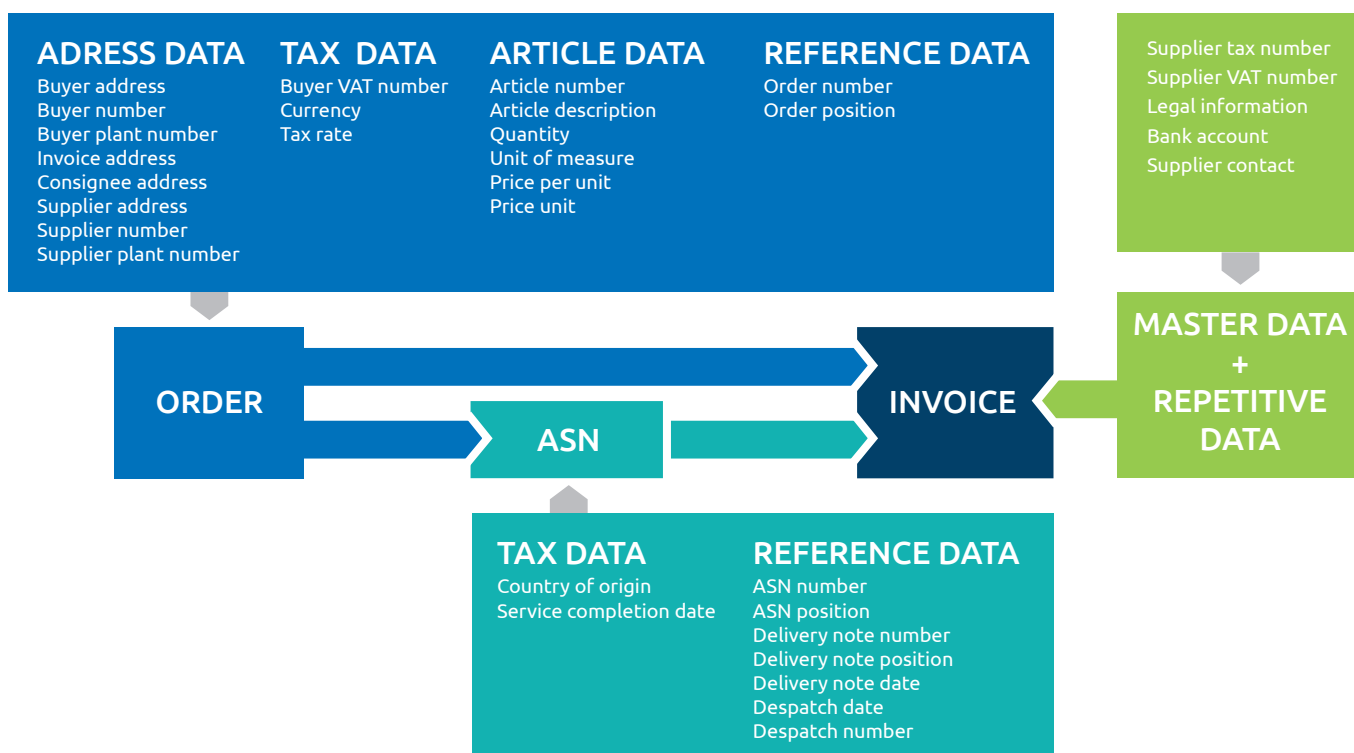 ADRESS DATA
Buyer address
Buyer number
Buyer plant number
Invoice address
Consignee address
Supplier address
Supplier number
Supplier plant number
TAX DATA
Buyer VAT number
Currency
Tax rate
ARTICLE DATA
Article number
Article description
Quantity
Unit of measure
Price per unit
Price unit
REFERENCE DATA
Order number
Order position
Supplier tax number
Supplier VAT number
Legal information
Bank account
Supplier contact
ORDER
ASN
INVOICE
MASTER DATA
+
REPETITIVE
DATA
TAX DATA
Country of origin
Service completion date
REFERENCE DATA
ASN number
ASN position
Delivery note number
Delivery note position
Delivery note date
Despatch date
Despatch number